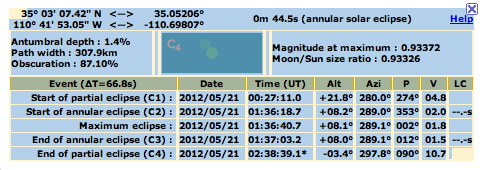 35° 03' 07.42" N <—> 35.05206°
110° 41' 53.05" W <—> -110.69807°
0m 44.5s (annular solar eclipse)
Help
Antumbral depth : 1.4%
Path width : 307.9km
Obscuration : 87.10%
C4
Magnitude at maximum : 0.93372
Moon/Sun size ratio : 0.93326
Event (ΔT=66.8s) Date Time (UT) Alt Azi P V LC
Start of partial eclipse (C1) : 2012/05/21 00:27:11.0 +21.8° 280.0° 274° 04.8
Start of annular eclipse (C2) : 2012/05/21 01:36:18.7 +08.2° 289.0° 353° 02.0 --.-s
Maximum eclipse : 2012/05/21 01:36:40.7 +08.1° 289.1° 002° 01.8
End of annular eclipse (C3) : 2012/05/21 01:37:03.2 +08.0° 289.1° 012° 01.5 --.-s
End of partial eclipse (C4) : 2012/05/21 02:38:39.1* -03.4° 297.8° 090° 10.7